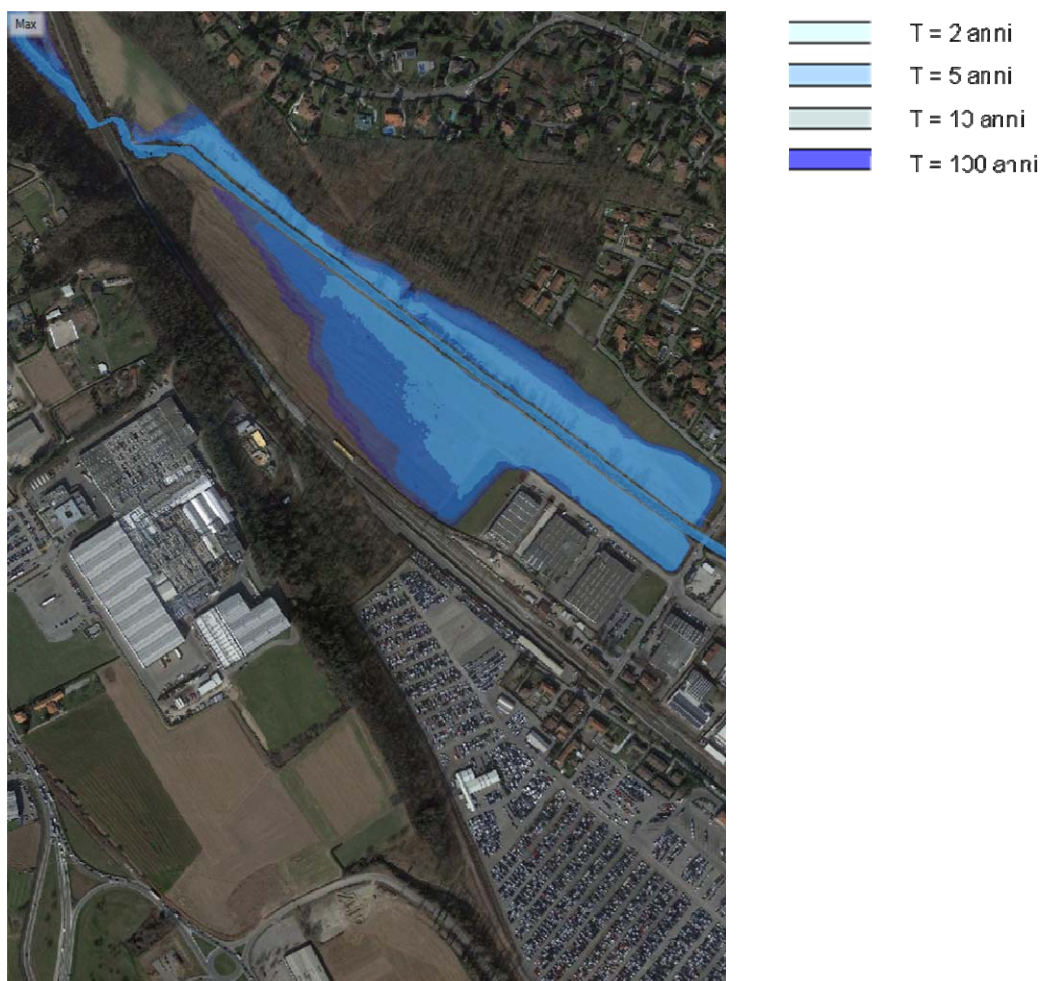 Max
T = 2 anni
T = 5 anni
T = 10 anni
T = 100 anni